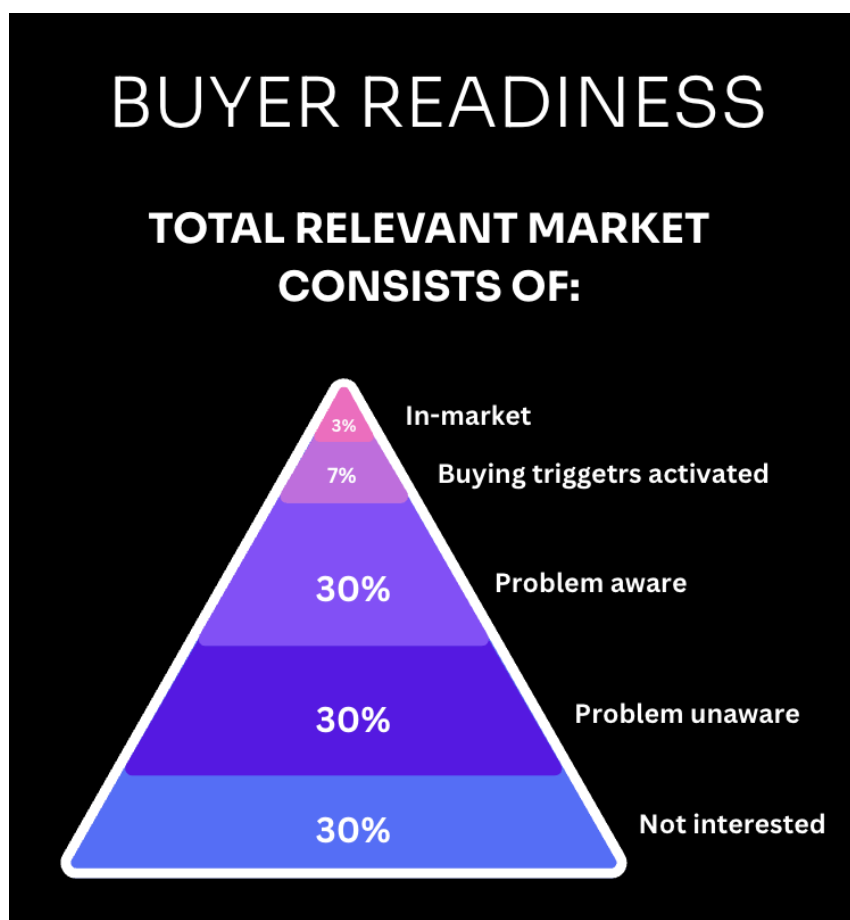 BUYER READINESS
TOTAL RELEVANT MARKET
CONSISTS OF:
3%
In-market
7%
Buying triggetrs activated
30%
Problem aware
30%
Problem unaware
30%
Not interested